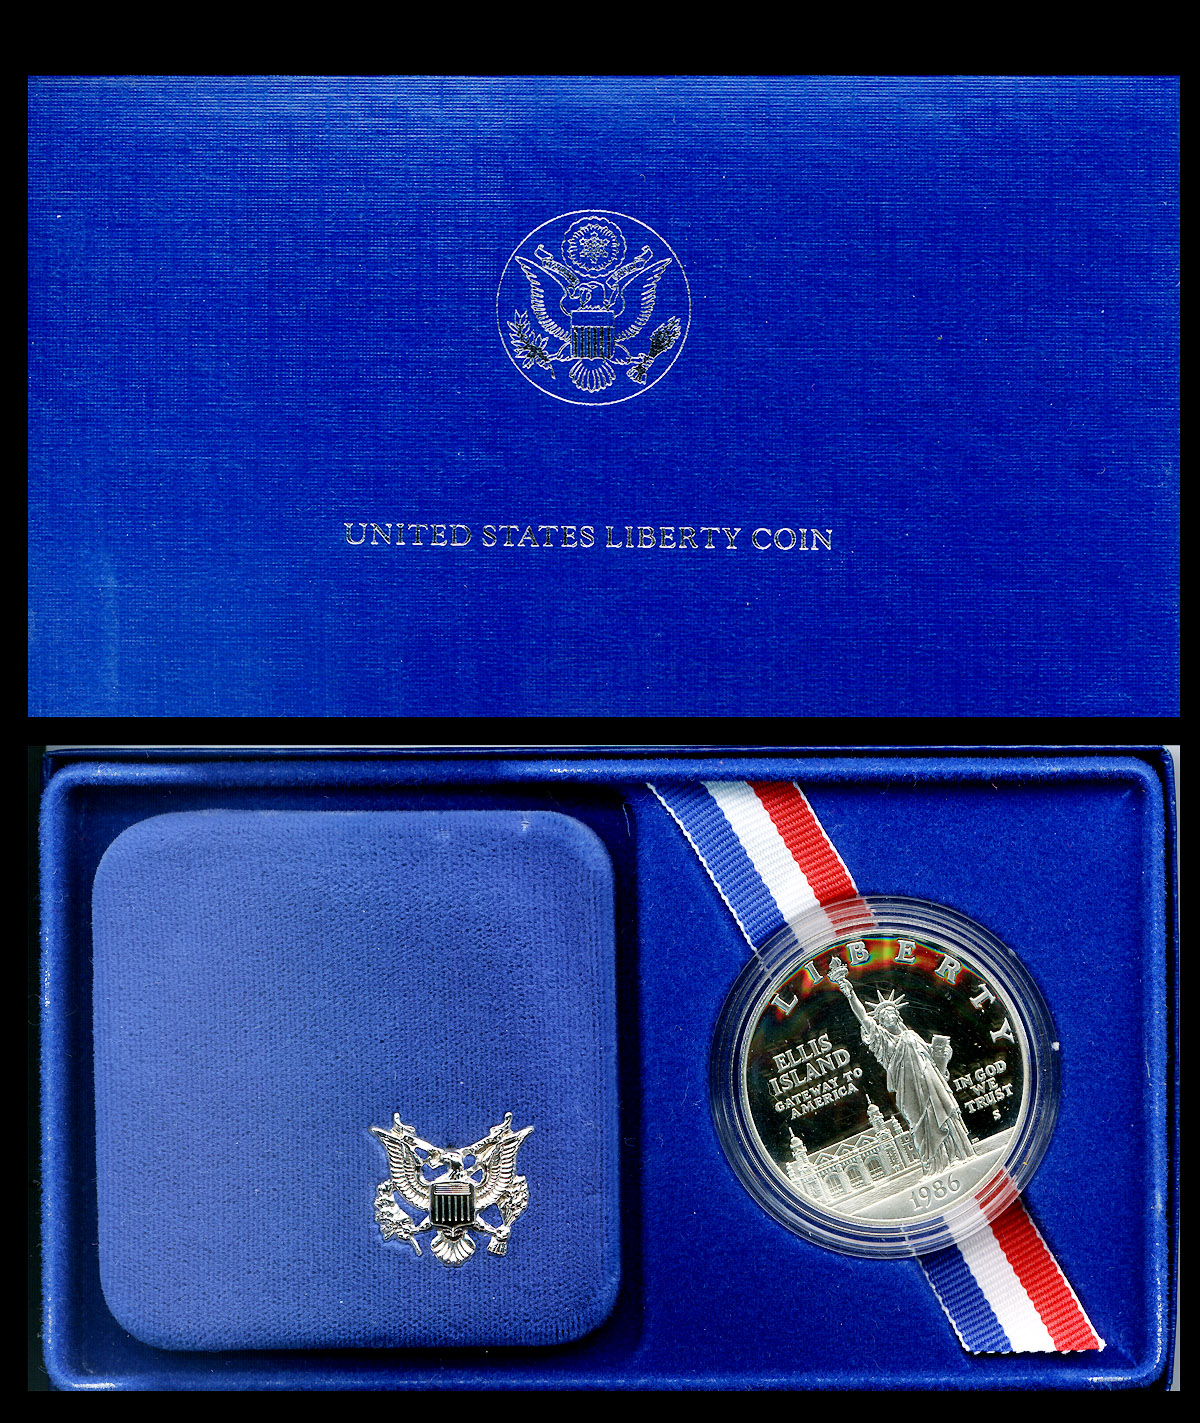 UNITED STATES LIBERTY COIN
LIBERTY
ELLIS
ISLAND
GATEWAY TO
AMERICA
IN GOD
WE
TRUST
S
1986